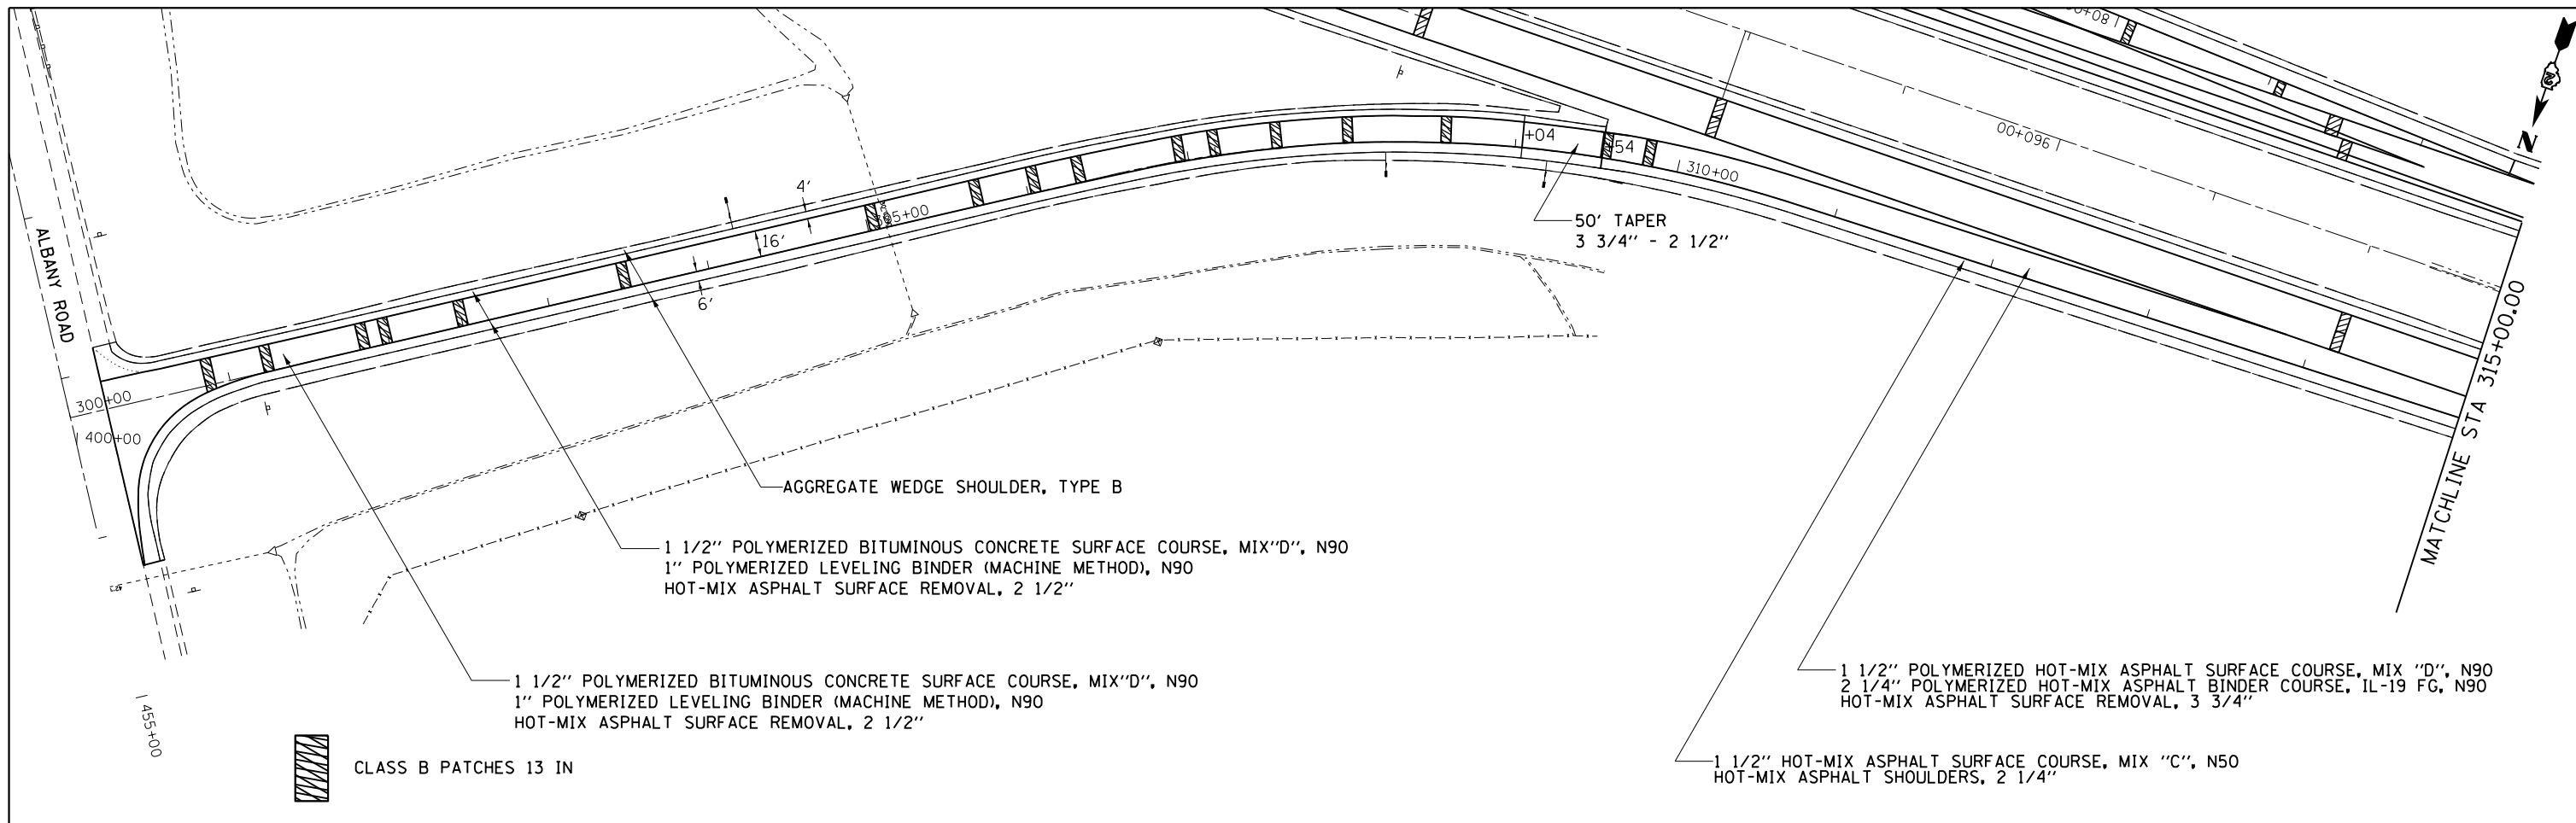 00+08
N
00+096
+04
54
310+00
50' TAPER
3 3/4" - 2 1/2"
4'
16'
6'
ALBANY ROAD
300+00
400+00
MATCHLINE STA 315+00.00
AGGREGATE WEDGE SHOULDER, TYPE B
1 1/2" POLYMERIZED BITUMINOUS CONCRETE SURFACE COURSE, MIX"D", N90
1" POLYMERIZED LEVELING BINDER (MACHINE METHOD), N90
HOT-MIX ASPHALT SURFACE REMOVAL, 2 1/2"
1 1/2" POLYMERIZED BITUMINOUS CONCRETE SURFACE COURSE, MIX"D", N90
1" POLYMERIZED LEVELING BINDER (MACHINE METHOD), N90
HOT-MIX ASPHALT SURFACE REMOVAL, 2 1/2"
1 1/2" POLYMERIZED HOT-MIX ASPHALT SURFACE COURSE, MIX "D", N90
2 1/4" POLYMERIZED HOT-MIX ASPHALT BINDER COURSE, IL-19 FG, N90
HOT-MIX ASPHALT SURFACE REMOVAL, 3 3/4"
1 1/2" HOT-MIX ASPHALT SURFACE COURSE, MIX "C", N50
HOT-MIX ASPHALT SHOULDERS, 2 1/4"
455+00
CLASS B PATCHES 13 IN